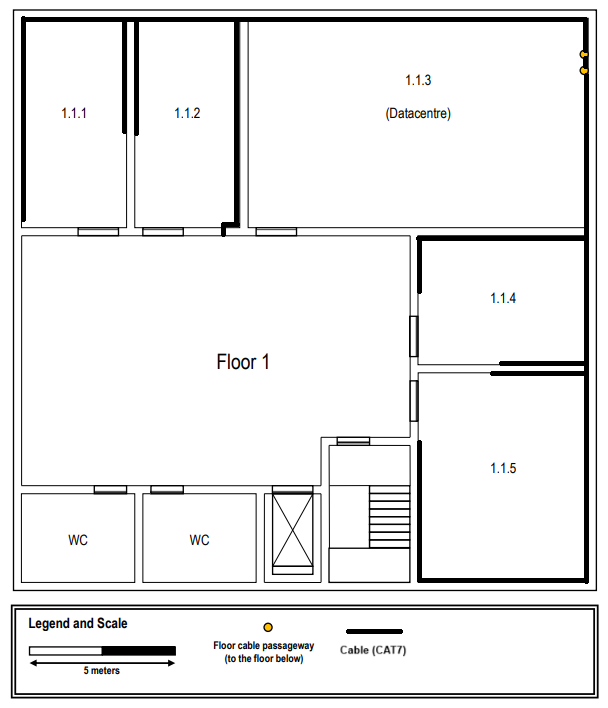 1.1.1
1.1.2
1.1.3
(Datacentre)
1.1.4
Floor 1
1.1.5
WC
WC
Legend and Scale
5 meters
Floor cable passageway
(to the floor below)
Cable (CAT7)